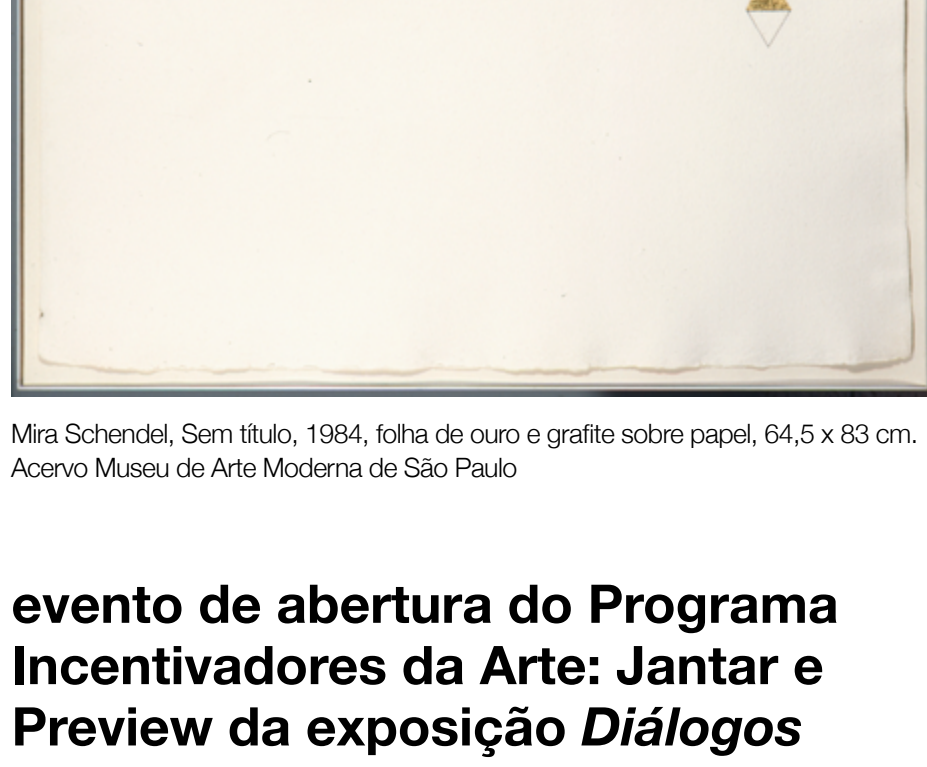 Mira Schendel, Sem título, 1984, folha de ouro e grafite sobre papel, 64,5 x 83 cm.
Acervo Museu de Arte Moderna de São Paulo
evento de abertura do Programa
Incentivadores da Arte: Jantar e
Preview da exposição Diálogos